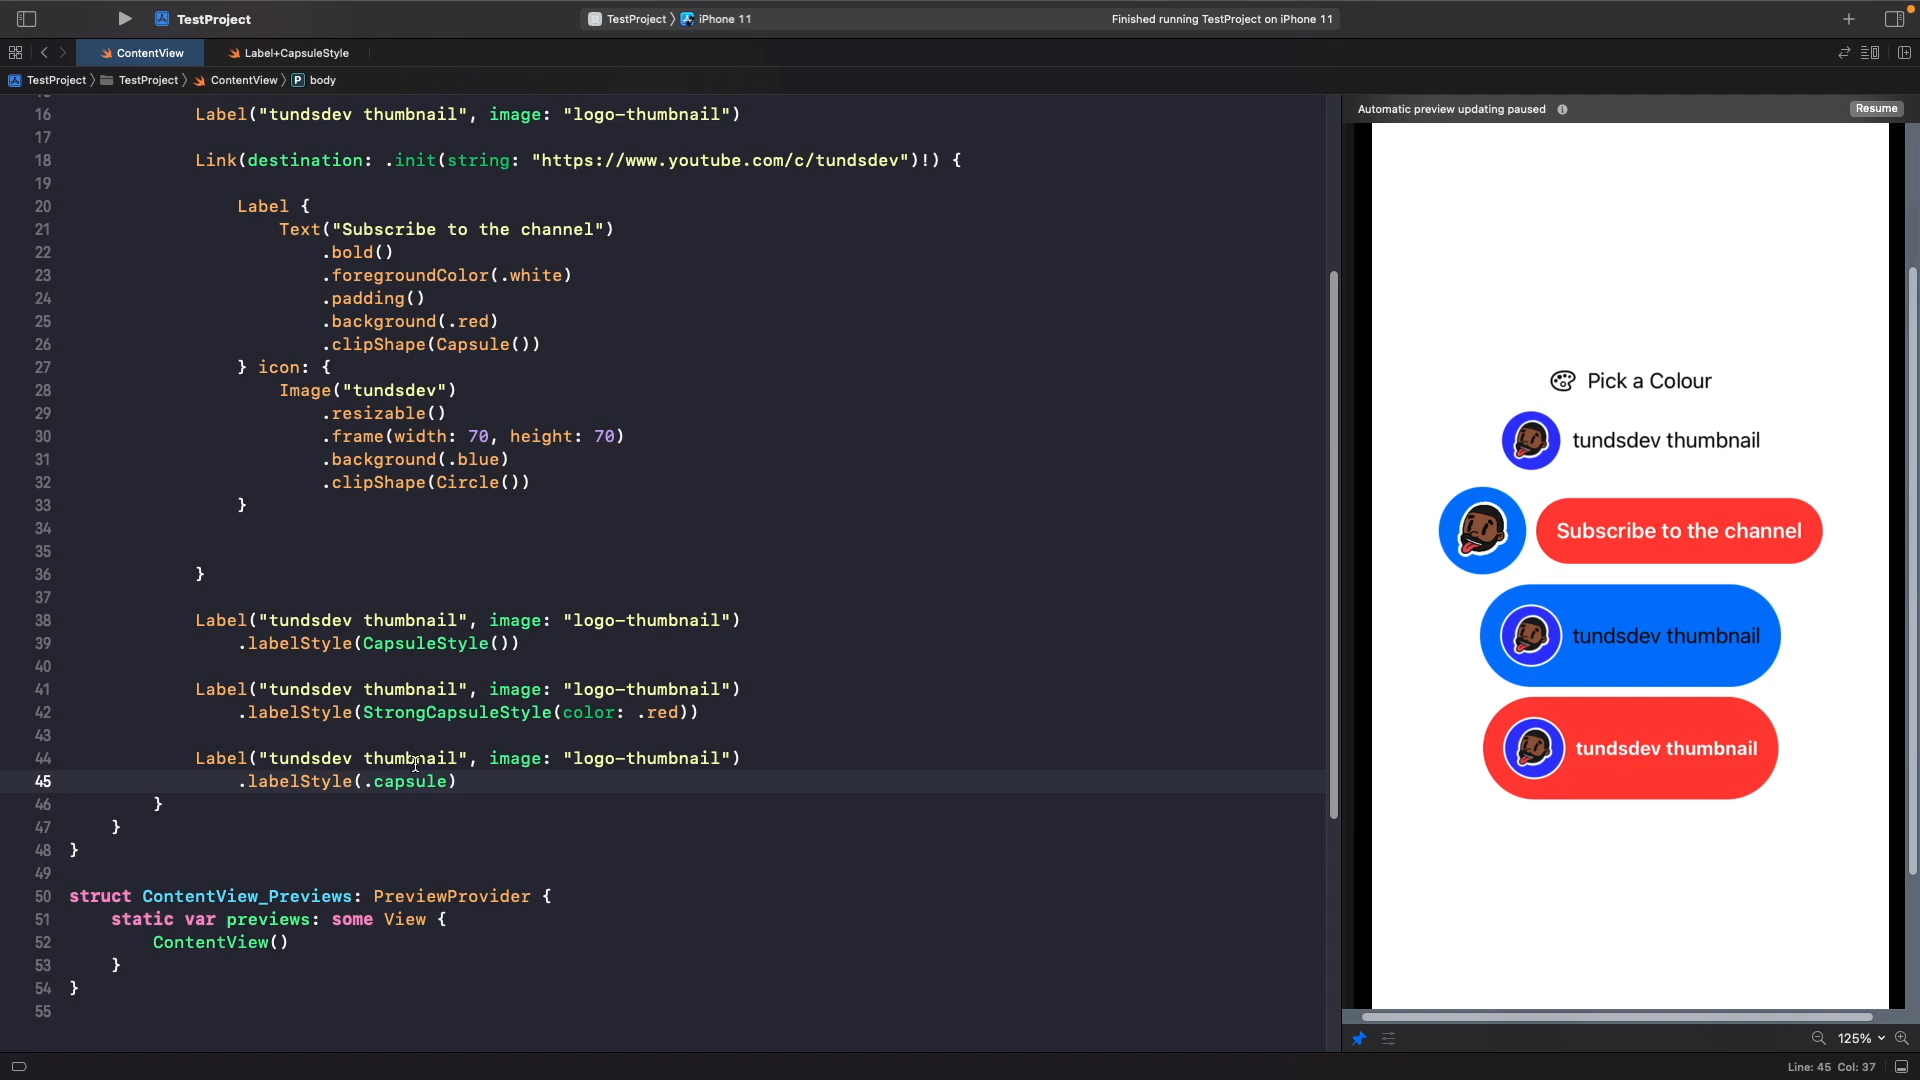 TestProject
TestProject
iPhone 11
Finished running TestProject on iPhone 11
ContentView
Label+CapsuleStyle
TestProject
TestProject
ContentView
P
body
16 Label("tundsdev thumbnail", image: "logo-thumbnail")
17
18 Link(destination: .init(string: "https://www.youtube.com/c/tundsdev")!) {
19
20 Label {
21 Text("Subscribe to the channel")
22 .bold()
23 .foregroundColor(.white)
24 .padding()
25 .background(.red)
26 .clipShape(Capsule())
27 } icon: {
28 Image("tundsdev")
29 .resizable()
30 .frame(width: 70, height: 70)
31 .background(.blue)
32 .clipShape(Circle())
33 }
34
35
36 }
37
38 Label("tundsdev thumbnail", image: "logo-thumbnail")
39 .labelStyle(CapsuleStyle())
40
41 Label("tundsdev thumbnail", image: "logo-thumbnail")
42 .labelStyle(StrongCapsuleStyle(color: .red))
43
44 Label("tundsdev thumbnail", image: "logo-thumbnail")
45 .labelStyle(.capsule)
46 }
47 }
48 }
49
50 struct ContentView_Previews: PreviewProvider {
51 static var previews: some View {
52 ContentView()
53 }
54 }
55
Automatic preview updating paused
Resume
Pick a Colour
tundsdev thumbnail
Subscribe to the channel
tundsdev thumbnail
tundsdev thumbnail
125%
Line: 45 Col: 37